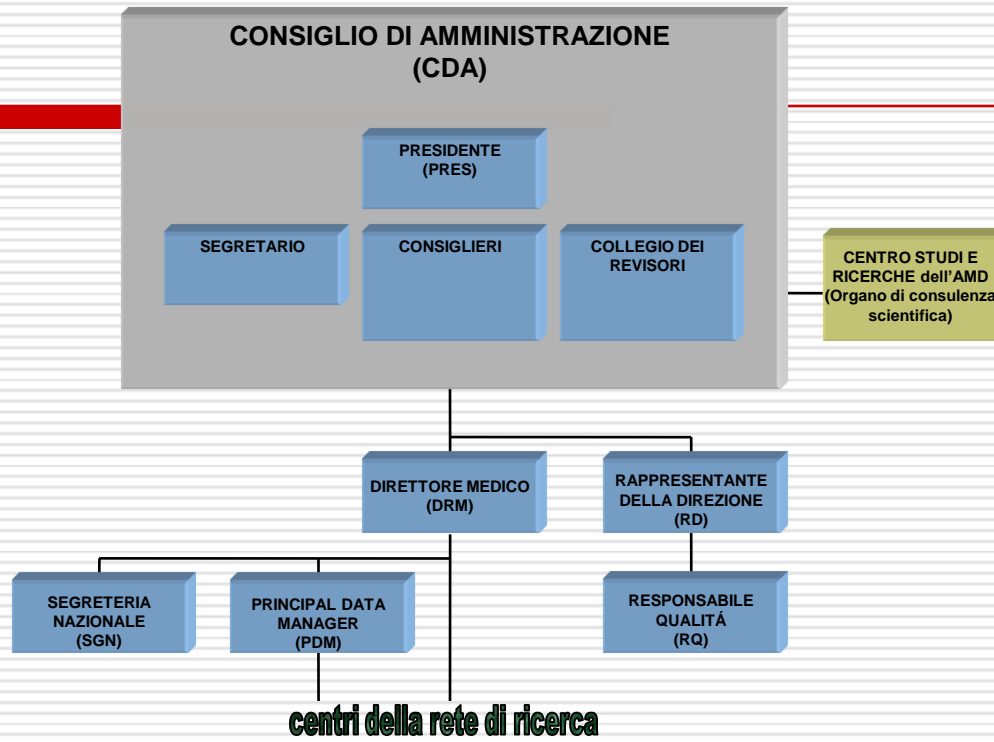 CONSIGLIO DI AMMINISTRAZIONE
(CDA)
PRESIDENTE
(PRES)
SEGRETARIO
CONSIGLIERI
COLLEGIO DEI
REVISORI
CENTRO STUDI E
RICERCHE dell'AMD
(Organo di consulenza
scientifica)
DIRETTORE MEDICO
(DRM)
RAPPRESENTANTE
DELLA DIREZIONE
(RD)
SEGRETERIA
NAZIONALE
(SGN)
PRINCIPAL DATA
MANAGER
(PDM)
RESPONSABILE
QUALITÁ
(RQ)
centri della rete di ricerca